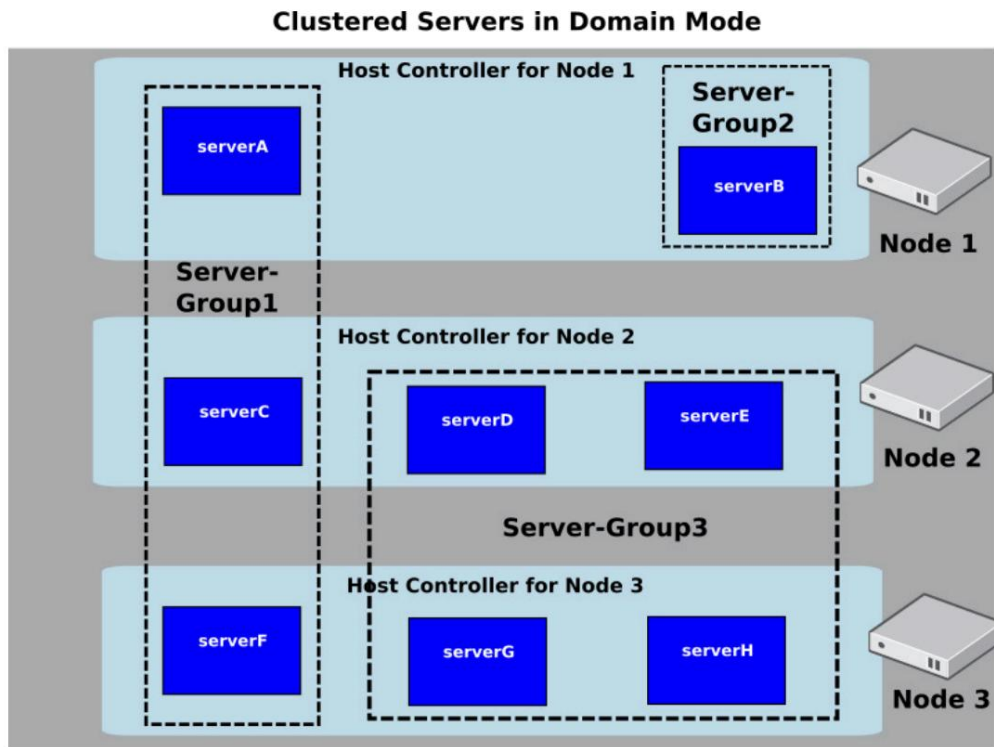 Clustered Servers in Domain Mode
Host Controller for Node 1
Server-
Group2
serverA
serverB
Node 1
Server-
Group1
Host Controller for Node 2
serverC
serverD
serverE
Node 2
Server-Group3
Host Controller for Node 3
serverF
serverG
serverH
Node 3